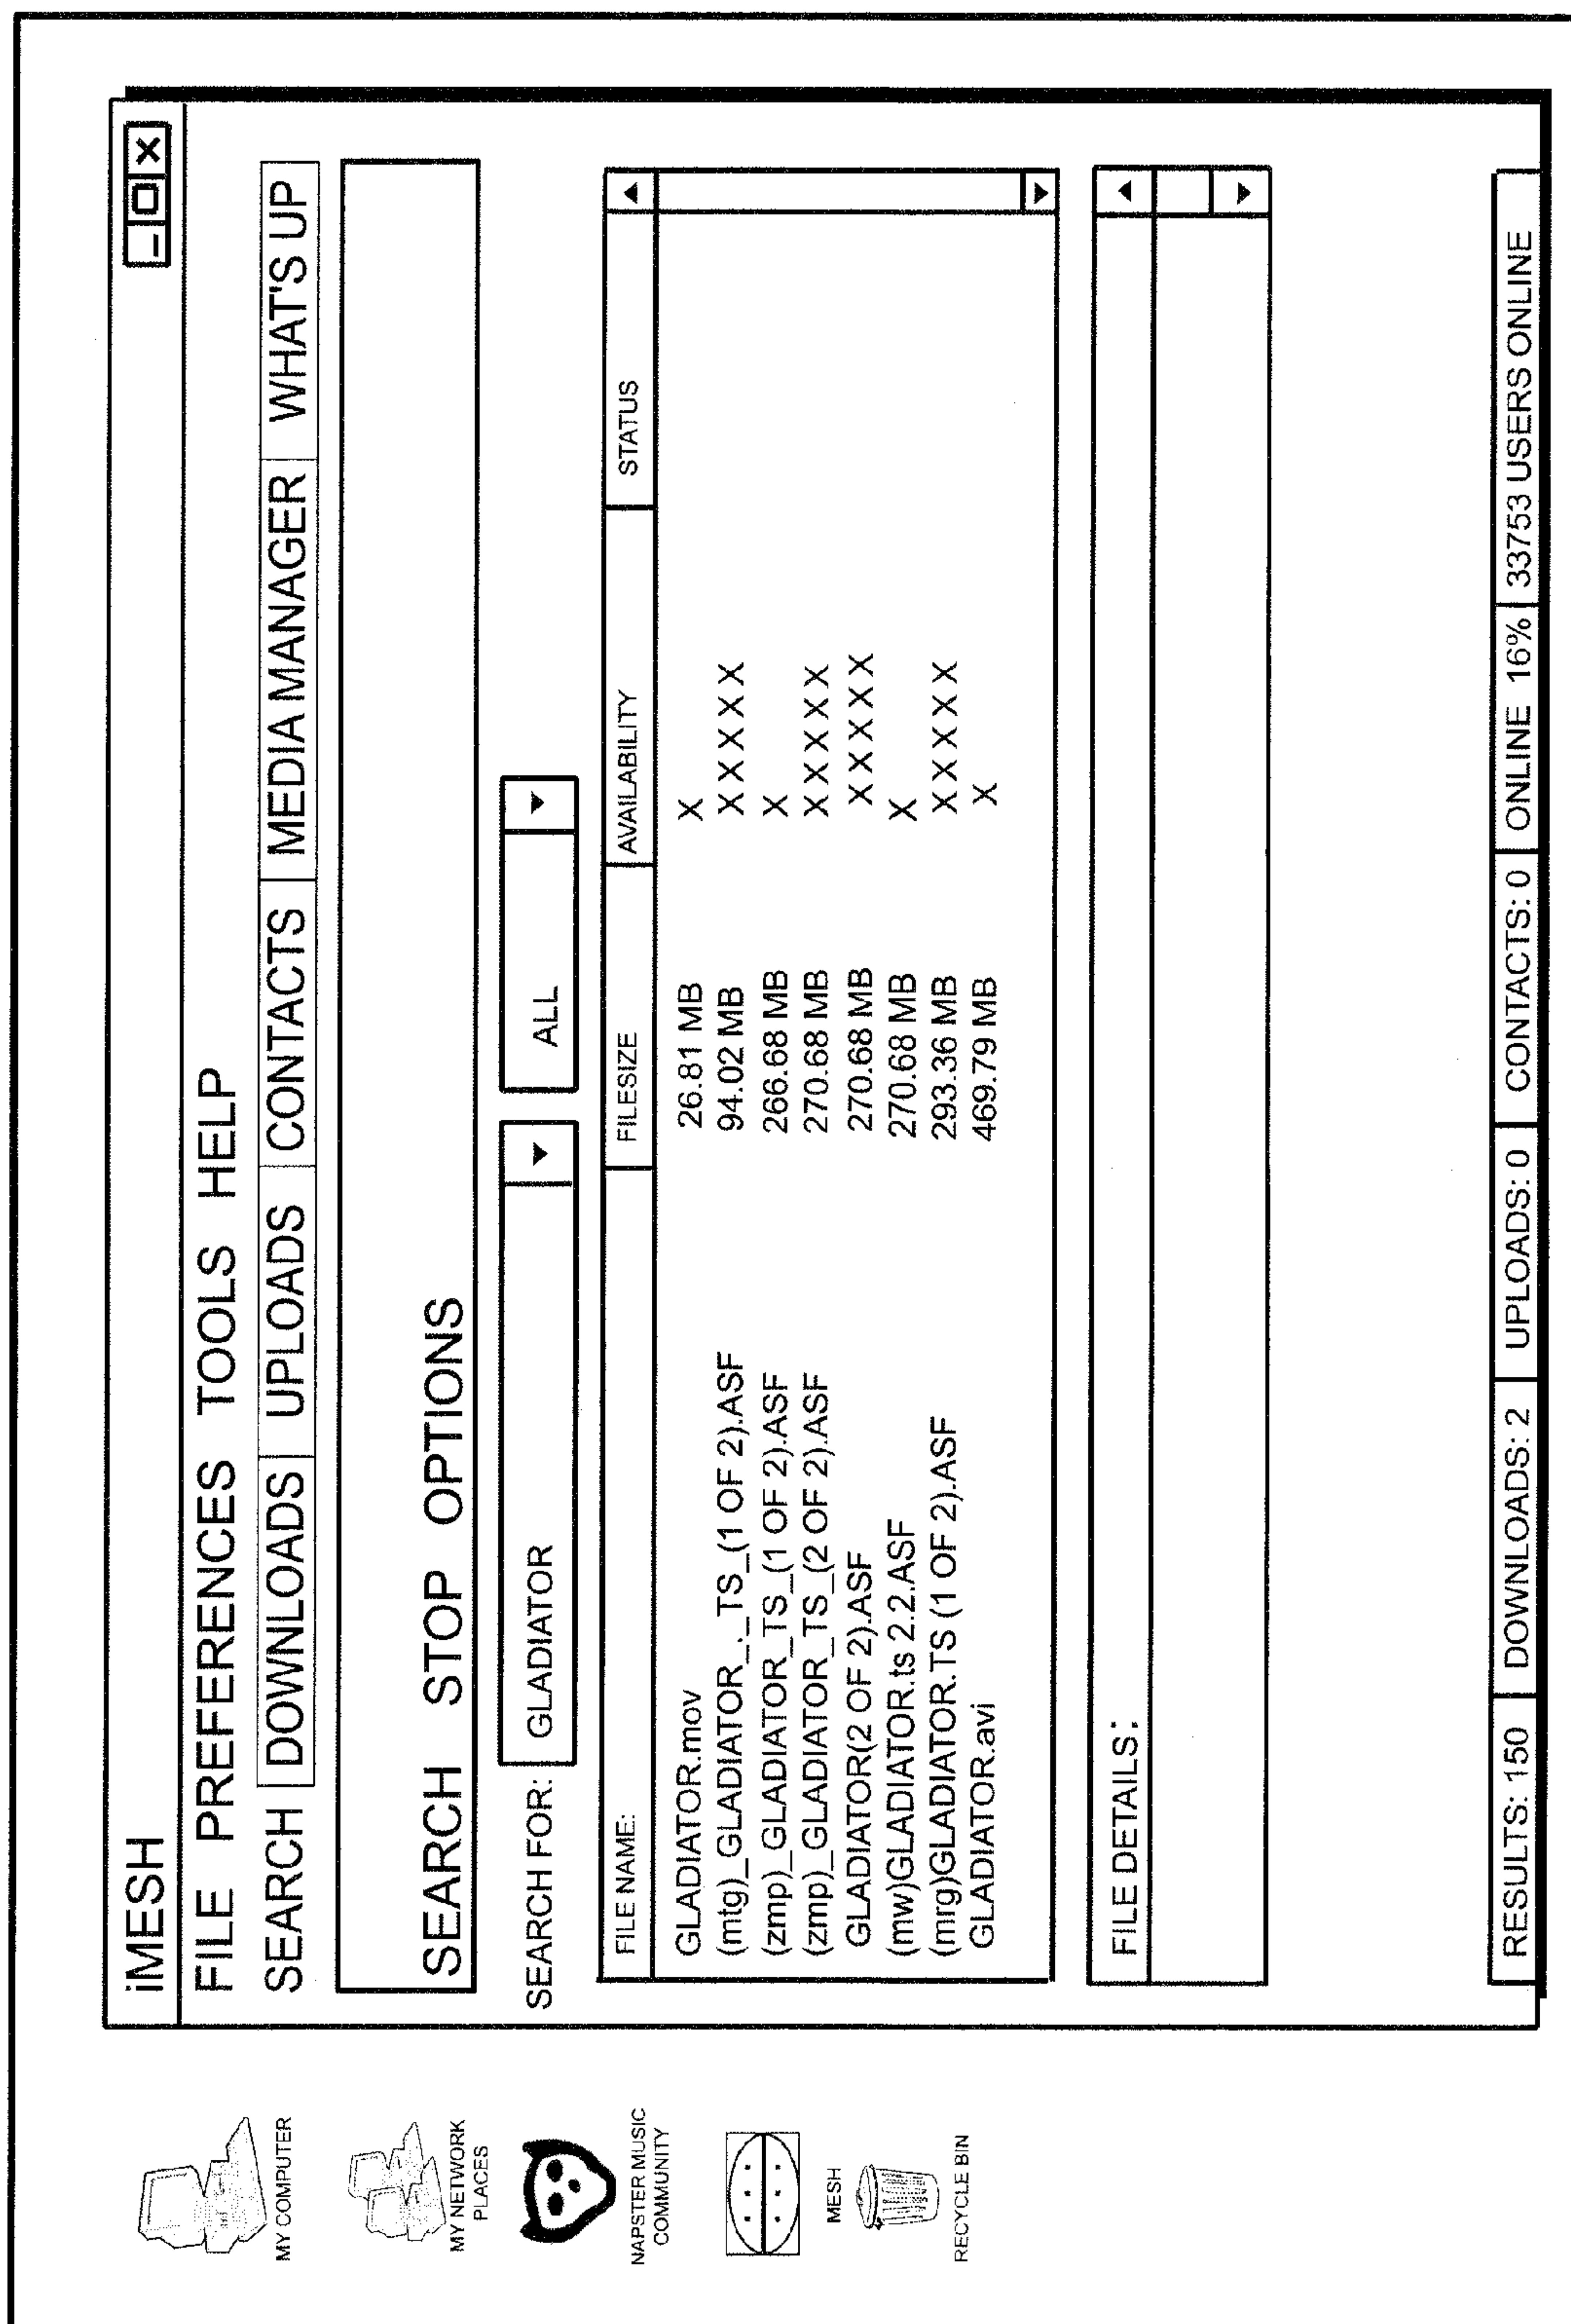 iMESH
FILE PREFERENCES TOOLS HELP
SEARCH DOWNLOADS UPLOADS CONTACTS MEDIA MANAGER WHAT'S UP
SEARCH STOP OPTIONS
SEARCH FOR: GLADIATOR ALL
FILE NAME: FILESIZE AVAILABILITY STATUS
GLADIATOR.mov 26.81 MB X
(mtg)_GLADIATOR_._TS_(1 OF 2).ASF 94.02 MB X X X X X
(zmp)_GLADIATOR_TS_(1 OF 2).ASF 266.68 MB X
(zmp)_GLADIATOR_TS_(2 OF 2).ASF 270.68 MB X X X X X
GLADIATOR(2 OF 2).ASF 270.68 MB X X X X X
(mw)GLADIATOR.ts 2.2.ASF 270.68 MB X
(mrg)GLADIATOR.TS (1 OF 2).ASF 293.36 MB X X X X X
GLADIATOR.avi 469.79 MB X
FILE DETAILS:
RESULTS: 150 DOWNLOADS: 2 UPLOADS: 0 CONTACTS: 0 ONLINE 16% 33753 USERS ONLINE
MY COMPUTER
MY NETWORK
PLACES
NAPSTER MUSIC
COMMUNITY
MESH
RECYCLE BIN